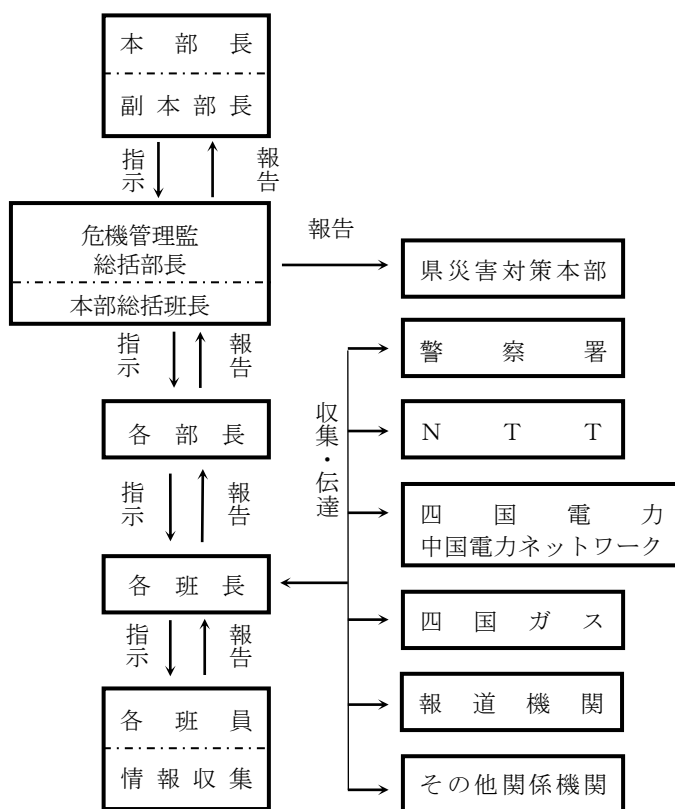 本部長
副本部長
指示
報告
危機管理監
総括部長
本部総括班長
報告
県災害対策本部
指示
報告
警察署
収集・伝達
各部長
NTT
指示
報告
四国電力
中国電力ネットワーク
各班長
四国ガス
指示
報告
各班員
情報収集
報道機関
その他関係機関